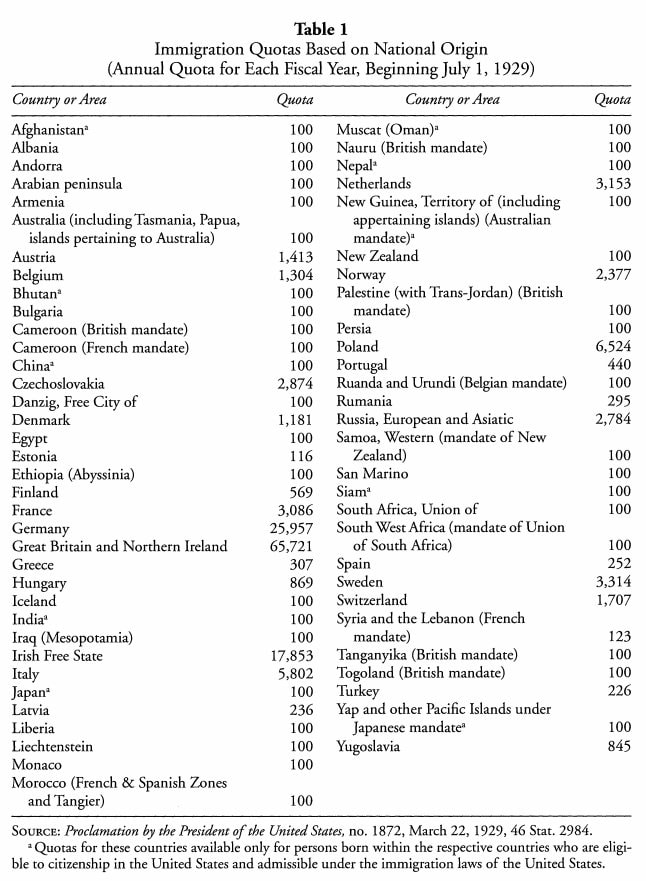 Table 1
Immigration Quotas Based on National Origin
(Annual Quota for Each Fiscal Year, Beginning July 1, 1929)
Country or Area Quota
Afghanistanᵃ 100
Albania 100
Andorra 100
Arabian peninsula 100
Armenia 100
Australia (including Tasmania, Papua,
islands pertaining to Australia) 100
Austria 1,413
Belgium 1,304
Bhutanᵃ 100
Bulgaria 100
Cameroon (British mandate) 100
Cameroon (French mandate) 100
Chinaᵃ 100
Czechoslovakia 2,874
Danzig, Free City of 100
Denmark 1,181
Egypt 100
Estonia 116
Ethiopia (Abyssinia) 100
Finland 569
France 3,086
Germany 25,957
Great Britain and Northern Ireland 65,721
Greece 307
Hungary 869
Iceland 100
Indiaᵃ 100
Iraq (Mesopotamia) 100
Irish Free State 17,853
Italy 5,802
Japanᵃ 100
Latvia 236
Liberia 100
Liechtenstein 100
Monaco 100
Morocco (French & Spanish Zones
and Tangier) 100
Country or Area Quota
Muscat (Oman)ᵃ 100
Nauru (British mandate) 100
Nepalᵃ 100
Netherlands 3,153
New Guinea, Territory of (including 100
appertaining islands) (Australian
mandate)ᵃ
New Zealand 100
Norway 2,377
Palestine (with Trans-Jordan) (British
mandate) 100
Persia 100
Poland 6,524
Portugal 440
Ruanda and Urundi (Belgian mandate) 100
Rumania 295
Russia, European and Asiatic 2,784
Samoa, Western (mandate of New
Zealand) 100
San Marino 100
Siamᵃ 100
South Africa, Union of 100
South West Africa (mandate of Union
of South Africa) 100
Spain 252
Sweden 3,314
Switzerland 1,707
Syria and the Lebanon (French
mandate) 123
Tanganyika (British mandate) 100
Togoland (British mandate) 100
Turkey 226
Yap and other Pacific Islands under
Japanese mandateᵃ 100
Yugoslavia 845
SOURCE: Proclamation by the President of the United States, no. 1872, March 22, 1929, 46 Stat. 2984.
ᵃ Quotas for these countries available only for persons born within the respective countries who are eligi-
ble to citizenship in the United States and admissible under the immigration laws of the United States.